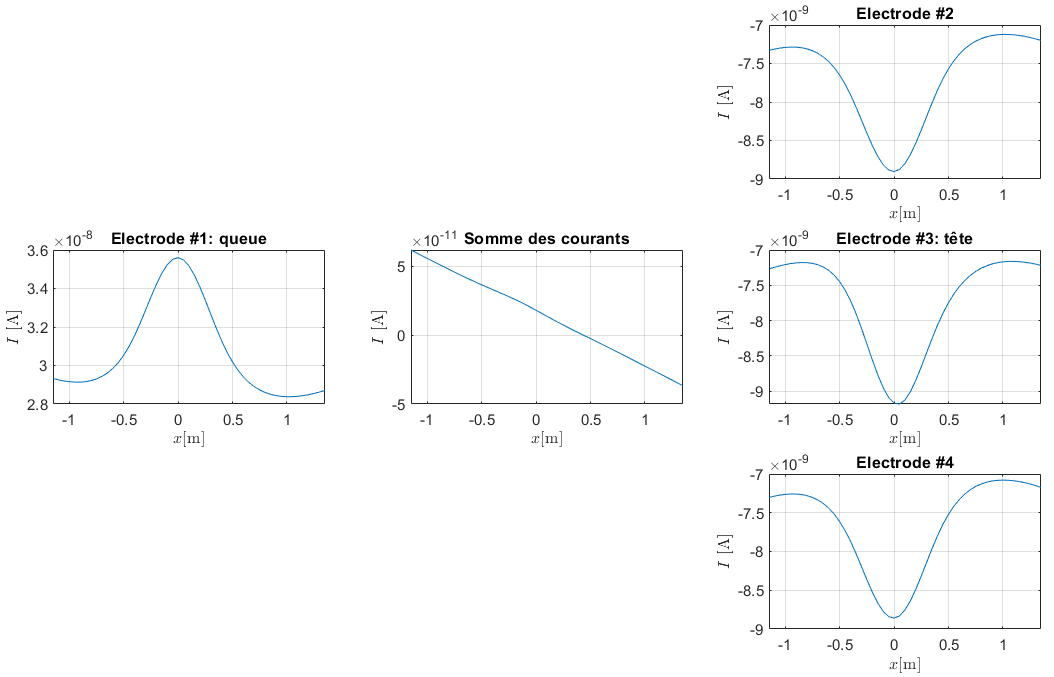 ×10⁻⁹
Electrode #2
-7
-7.5
-8
-8.5
-9
I [A]
-1 -0.5 0 0.5 1
x[m]
×10⁻⁸
Electrode #1: queue
3.6
3.4
3.2
3
2.8
I [A]
-1 -0.5 0 0.5 1
x[m]
×10⁻¹¹
Somme des courants
5
0
-5
I [A]
-1 -0.5 0 0.5 1
x[m]
×10⁻⁹
Electrode #3: tête
-7
-7.5
-8
-8.5
-9
I [A]
-1 -0.5 0 0.5 1
x[m]
×10⁻⁹
Electrode #4
-7
-7.5
-8
-8.5
-9
I [A]
-1 -0.5 0 0.5 1
x[m]